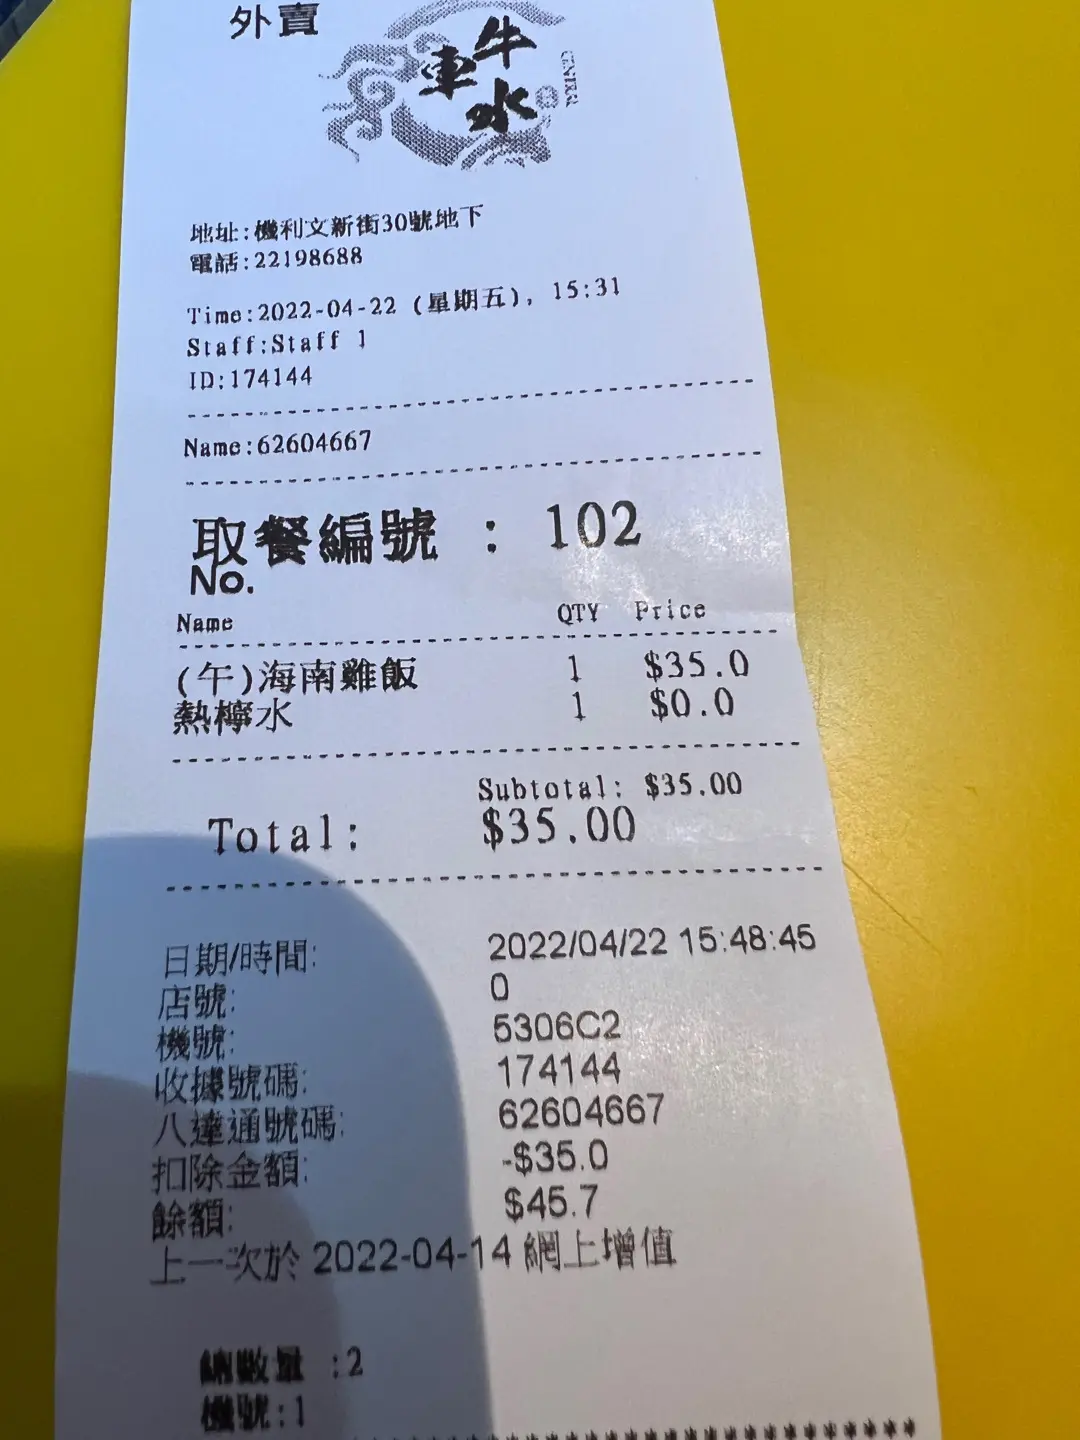 外賣
牛車水
CENTRAL
地址:機利文新街30號地下
電話:22198688
Time:2022-04-22 (星期五), 15:31
Staff:Staff 1
ID:174144
Name:62604667
取餐編號 : 102
No.
Name QTY Price
(午)海南雞飯 1 $35.0
熱檸水 1 $0.0
Subtotal: $35.00
Total: $35.00
日期/時間: 2022/04/22 15:48:45
店號: 0
機號: 5306C2
收據號碼: 174144
八達通號碼: 62604667
扣除金額: -$35.0
餘額: $45.7
上一次於 2022-04-14 網上增值
總數量 :2
機號:1